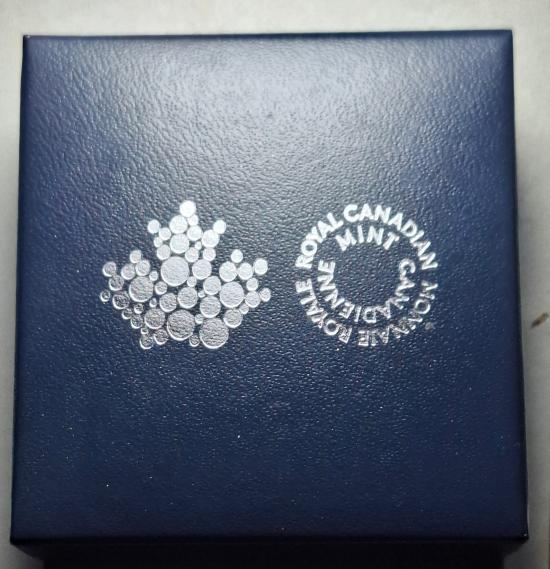 ROYAL CANADIAN MINT
MONNAIE ROYALE CANADIENNE